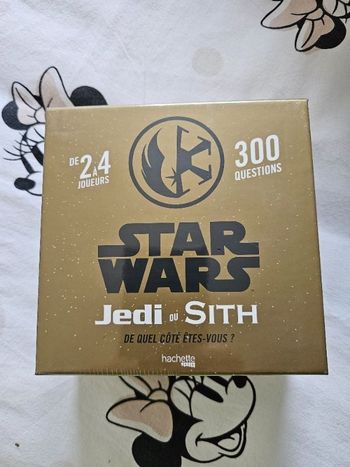 DE
2 À 4
JOUEURS
300
QUESTIONS
STAR
WARS
Jedi OU SITH
DE QUEL CÔTÉ ÊTES-VOUS ?
hachette